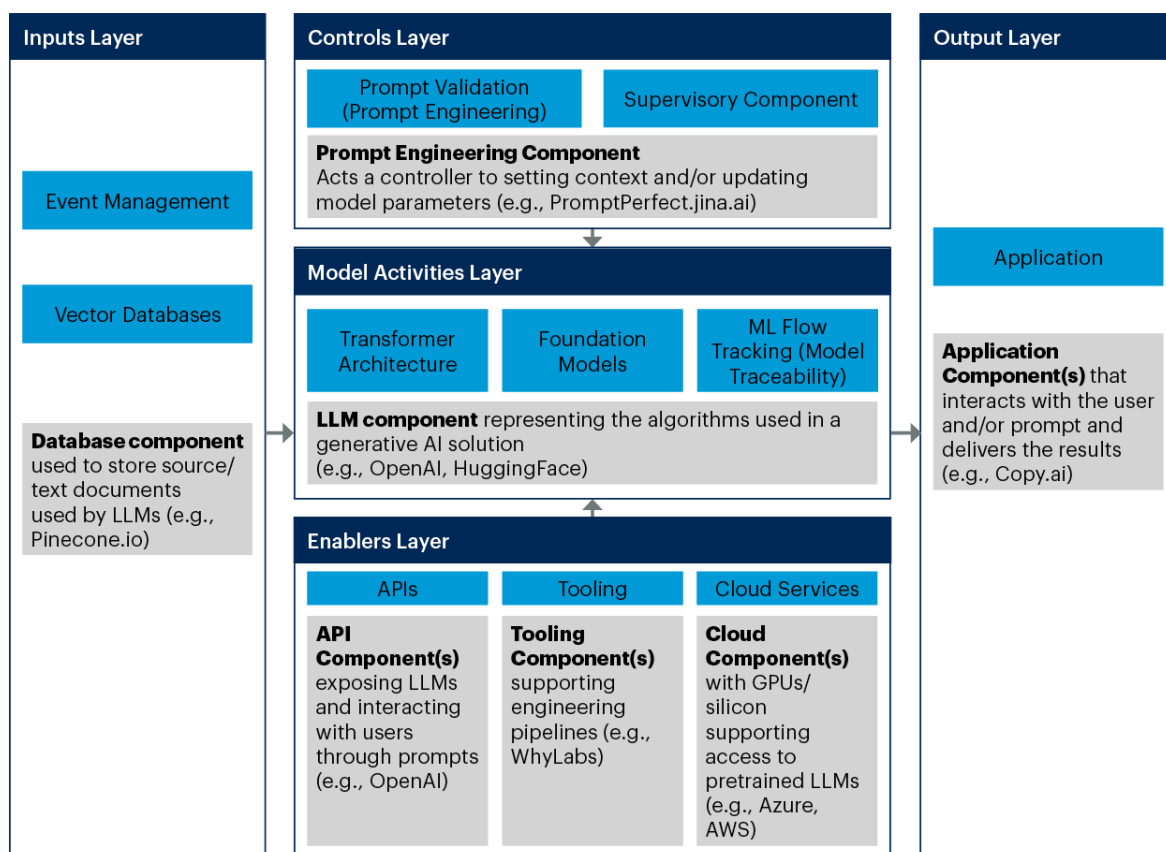 Inputs Layer
Event Management
Vector Databases
Database component
used to store source/
text documents
used by LLMs (e.g.,
Pinecone.io)
Controls Layer
Prompt Validation
(Prompt Engineering)
Supervisory Component
Prompt Engineering Component
Acts a controller to setting context and/or updating
model parameters (e.g., PromptPerfect.jina.ai)
Model Activities Layer
Transformer
Architecture
Foundation
Models
ML Flow
Tracking (Model
Traceability)
LLM component representing the algorithms used in a
generative AI solution
(e.g., OpenAI, HuggingFace)
Enablers Layer
APIs
API
Component(s)
exposing LLMs
and interacting
with users
through prompts
(e.g., OpenAI)
Tooling
Tooling
Component(s)
supporting
engineering
pipelines (e.g.,
WhyLabs)
Cloud Services
Cloud
Component(s)
with GPUs/
silicon
supporting
access to
pretrained LLMs
(e.g., Azure,
AWS)
Output Layer
Application
Application
Component(s) that
interacts with the user
and/or prompt and
delivers the results
(e.g., Copy.ai)